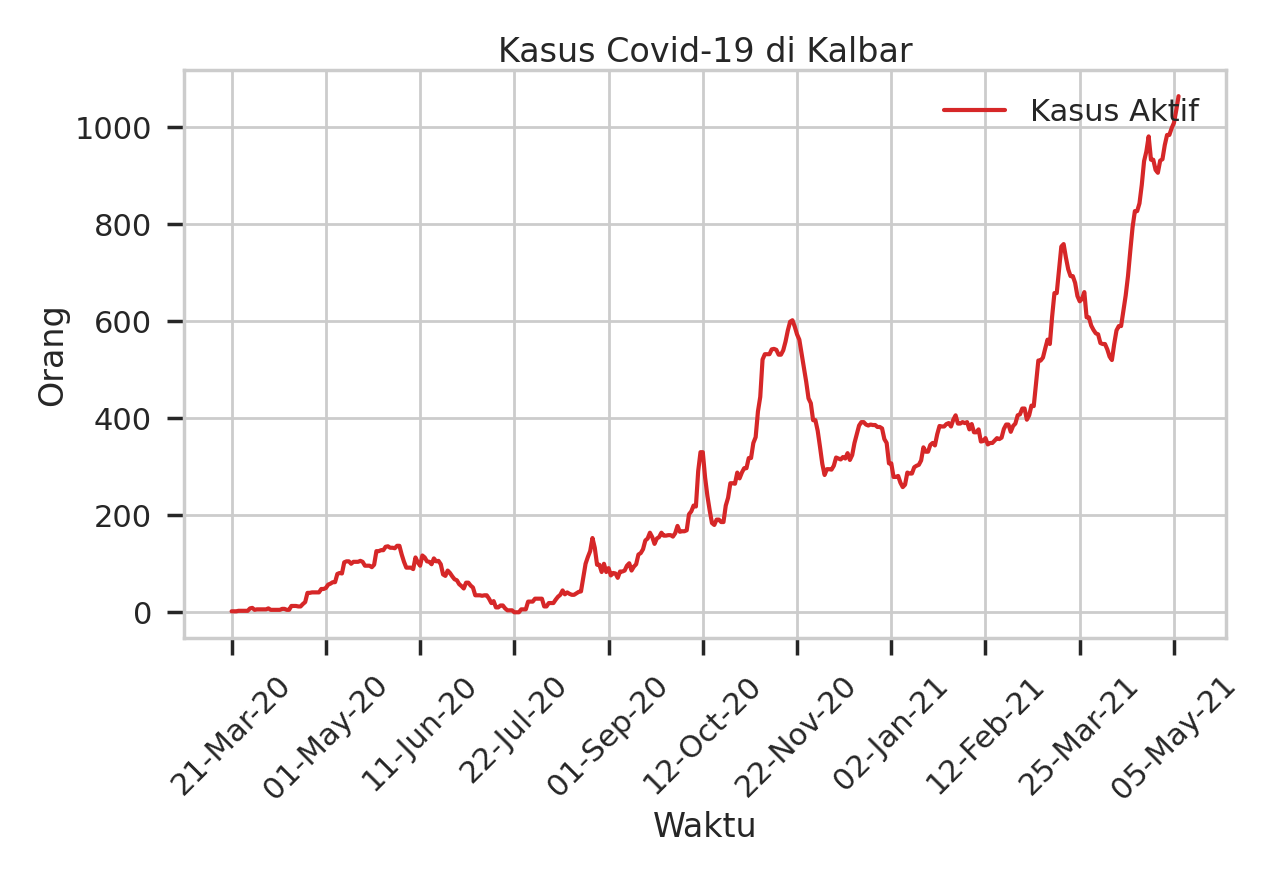 Kasus Covid-19 di Kalbar
Kasus Aktif
1000
800
600
400
200
0
Orang
21-Mar-20
01-May-20
11-Jun-20
22-Jul-20
01-Sep-20
12-Oct-20
22-Nov-20
02-Jan-21
12-Feb-21
25-Mar-21
05-May-21
Waktu